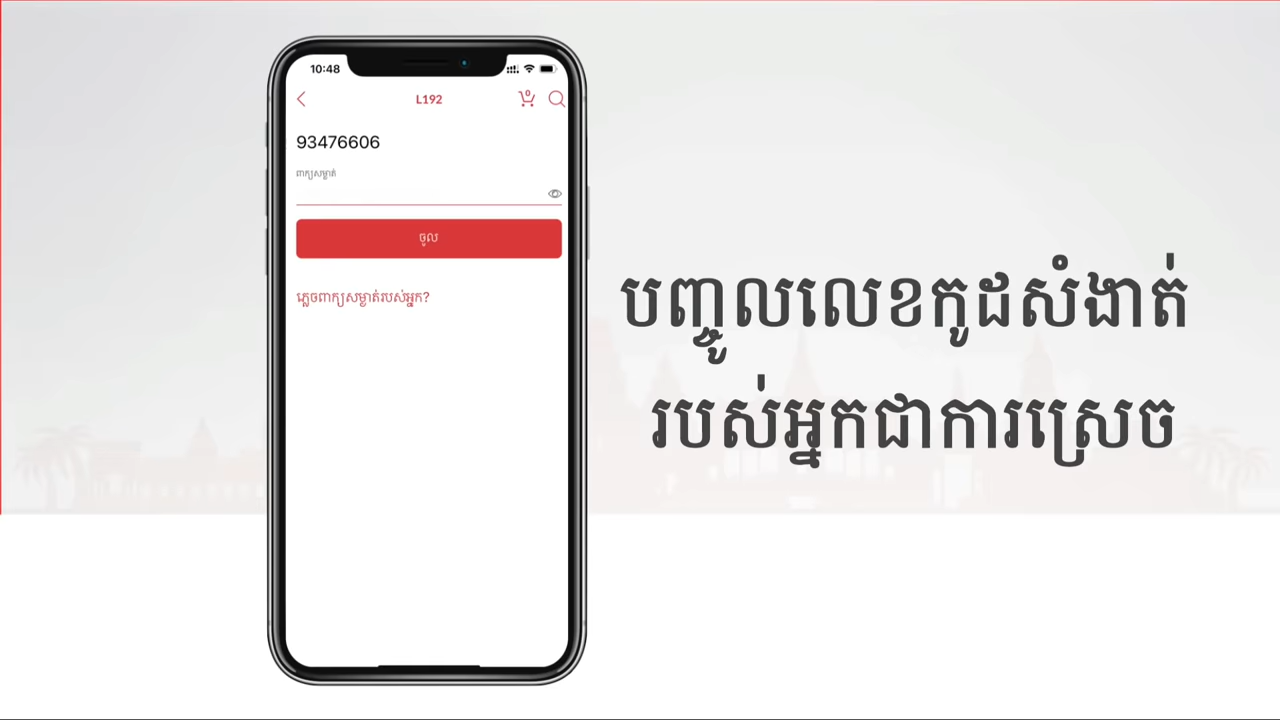 10:48
L192
0
93476606
ពាក្យសម្ងាត់
ចូល
ភ្លេចពាក្យសម្ងាត់របស់អ្នក?
បញ្ចូលលេខកូដសំងាត់
របស់អ្នកជាការស្រេច